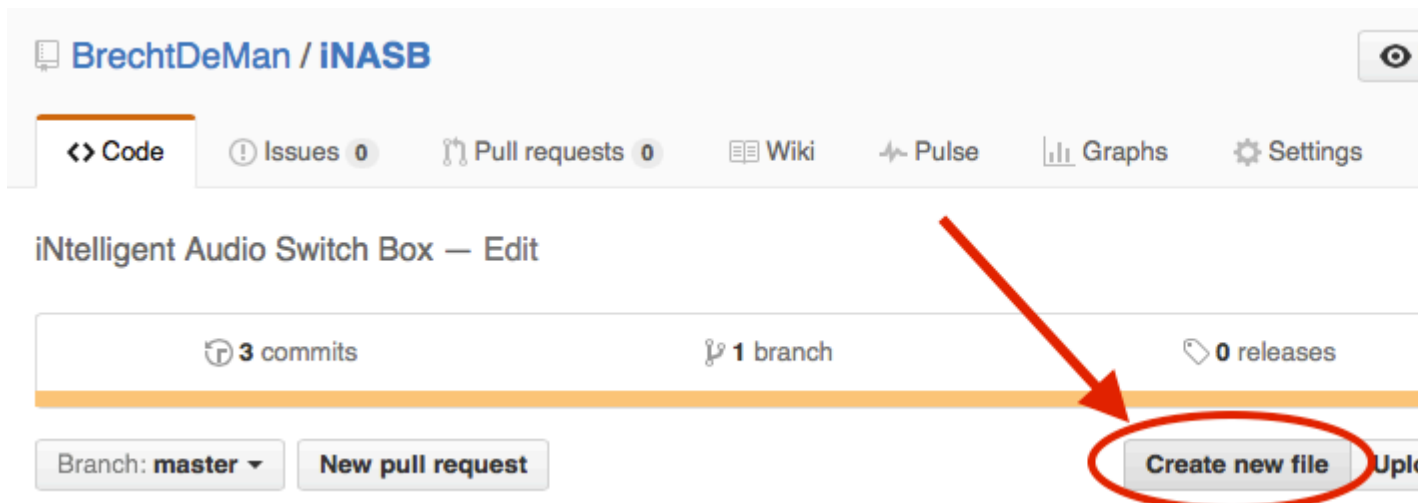 BrechtDeMan / iNASB
<> Code Issues 0 Pull requests 0 Wiki Pulse Graphs Settings
iNtelligent Audio Switch Box — Edit
3 commits 1 branch 0 releases
Branch: master New pull request Create new file